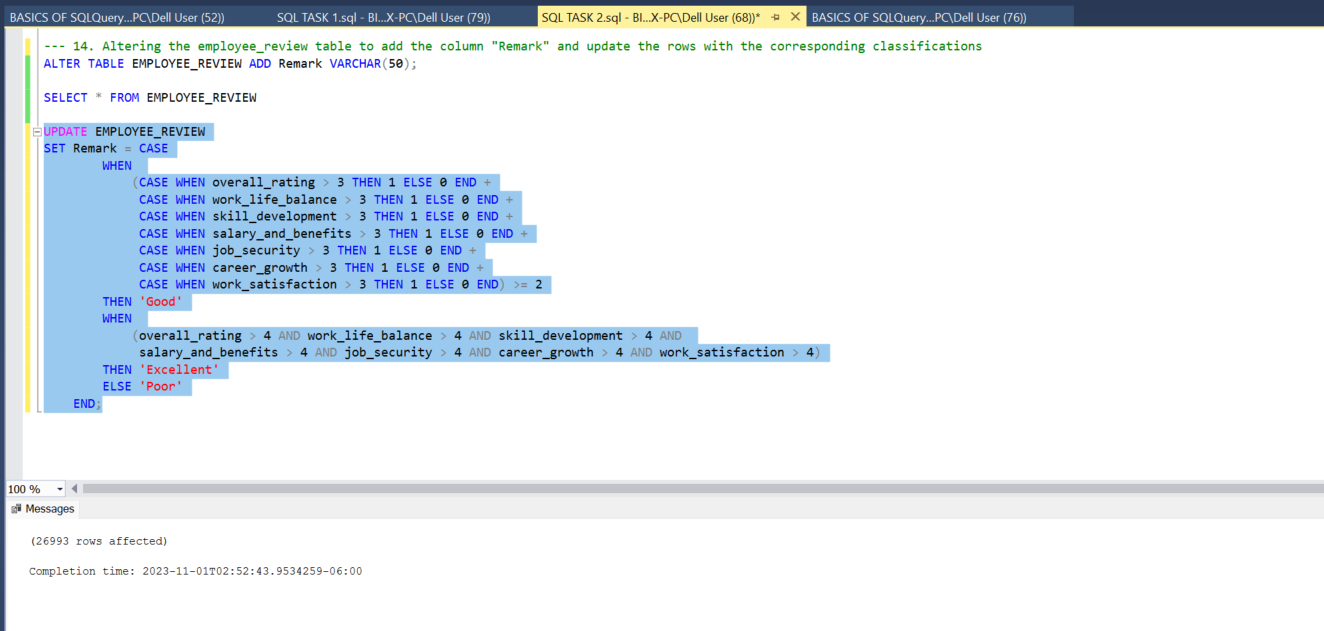 BASICS OF SQLQuery...PC\Dell User (52)) SQL TASK 1.sql - BI...X-PC\Dell User (79)) SQL TASK 2.sql - BI...X-PC\Dell User (68))* BASICS OF SQLQuery...PC\Dell User (76))
--- 14. Altering the employee_review table to add the column "Remark" and update the rows with the corresponding classifications
ALTER TABLE EMPLOYEE_REVIEW ADD Remark VARCHAR(50);
SELECT * FROM EMPLOYEE_REVIEW
UPDATE EMPLOYEE_REVIEW
SET Remark = CASE
WHEN
(CASE WHEN overall_rating > 3 THEN 1 ELSE 0 END +
CASE WHEN work_life_balance > 3 THEN 1 ELSE 0 END +
CASE WHEN skill_development > 3 THEN 1 ELSE 0 END +
CASE WHEN salary_and_benefits > 3 THEN 1 ELSE 0 END +
CASE WHEN job_security > 3 THEN 1 ELSE 0 END +
CASE WHEN career_growth > 3 THEN 1 ELSE 0 END +
CASE WHEN work_satisfaction > 3 THEN 1 ELSE 0 END) >= 2
THEN 'Good'
WHEN
(overall_rating > 4 AND work_life_balance > 4 AND skill_development > 4 AND
salary_and_benefits > 4 AND job_security > 4 AND career_growth > 4 AND work_satisfaction > 4)
THEN 'Excellent'
ELSE 'Poor'
END;
100 %
Messages
(26993 rows affected)
Completion time: 2023-11-01T02:52:43.9534259-06:00